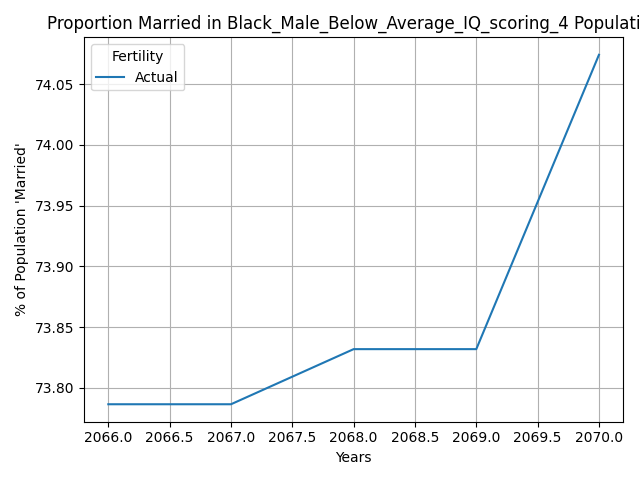 Proportion Married in Black_Male_Below_Average_IQ_scoring_4 Populati
Fertility
Actual
% of Population 'Married'
74.05
74.00
73.95
73.90
73.85
73.80
2066.0 2066.5 2067.0 2067.5 2068.0 2068.5 2069.0 2069.5 2070.0
Years